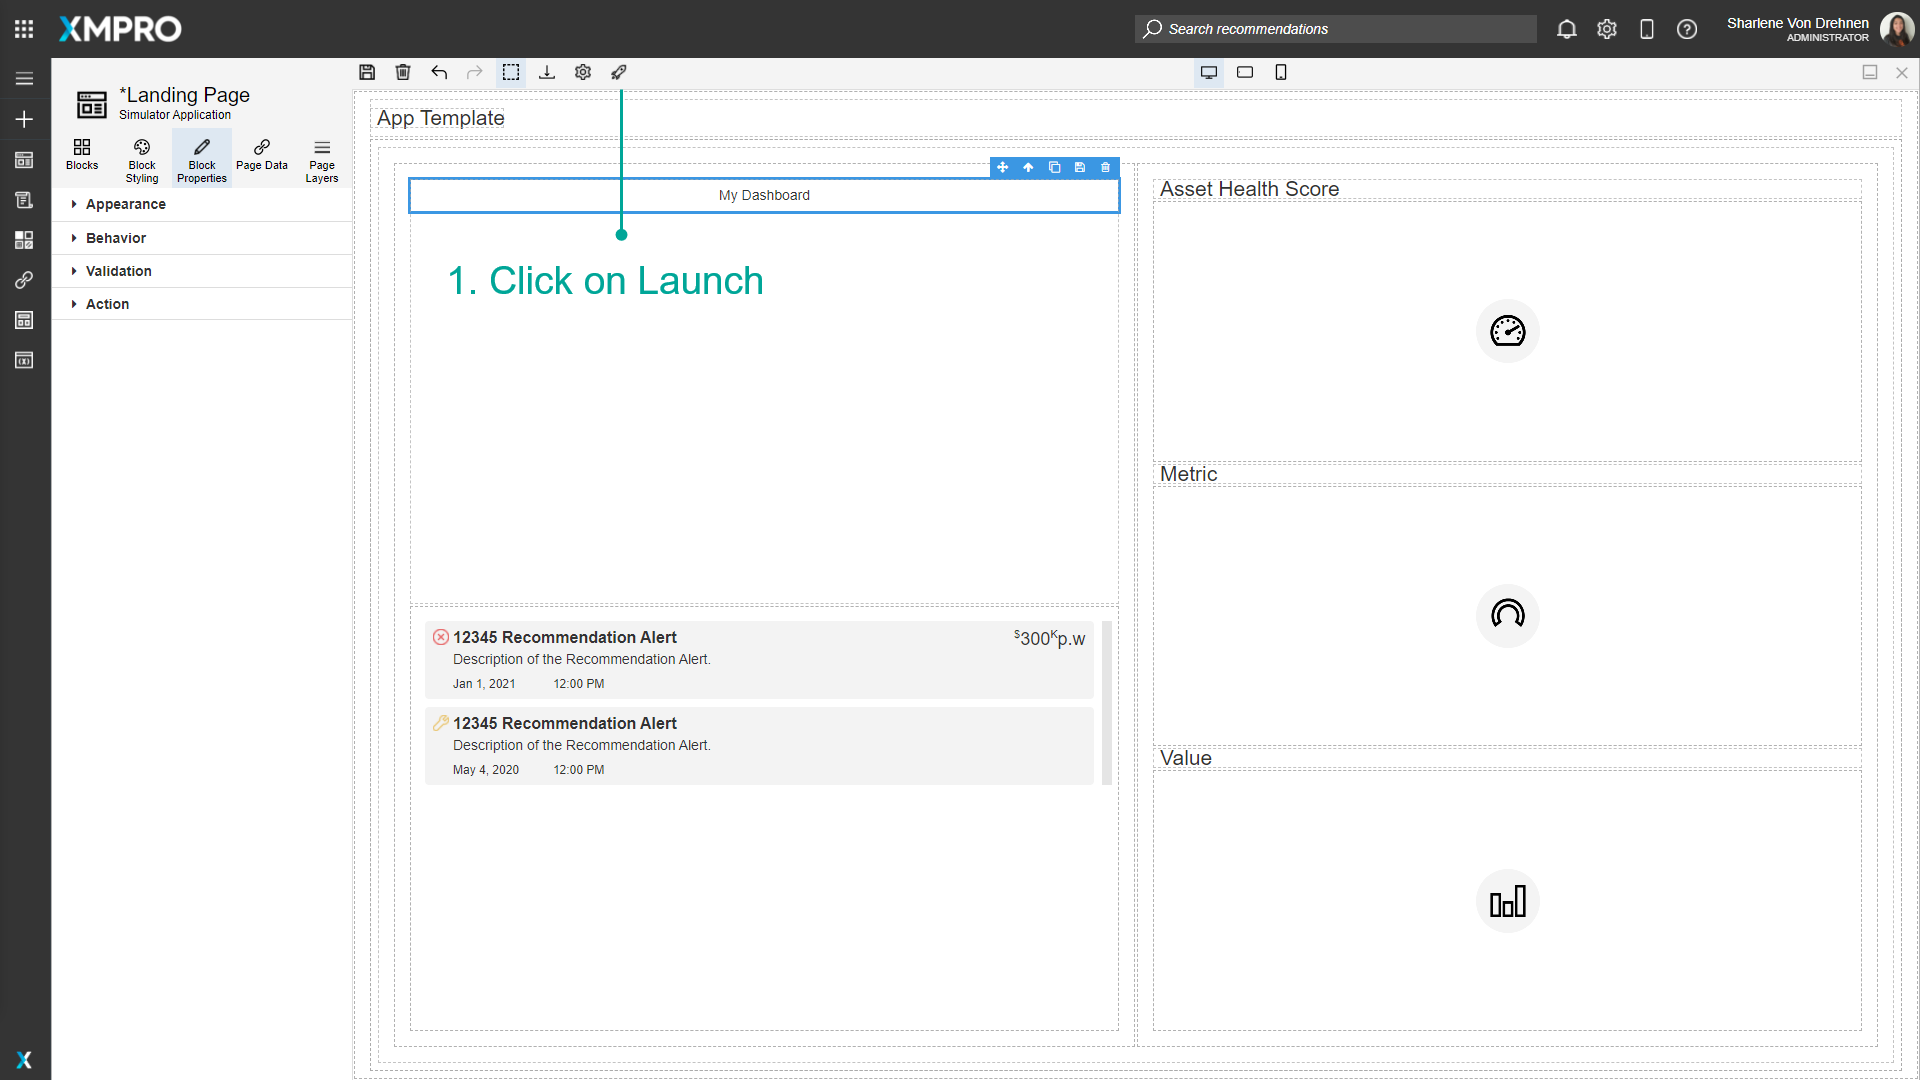 XMPRO
Search recommendations
Sharlene Von Drehnen
ADMINISTRATOR
*Landing Page
Simulator Application
Blocks
Block Styling
Block Properties
Page Data
Page Layers
Appearance
Behavior
Validation
Action
App Template
My Dashboard
1. Click on Launch
12345 Recommendation Alert
$300Kp.w
Description of the Recommendation Alert.
Jan 1, 2021 12:00 PM
12345 Recommendation Alert
Description of the Recommendation Alert.
May 4, 2020 12:00 PM
Asset Health Score
Metric
Value